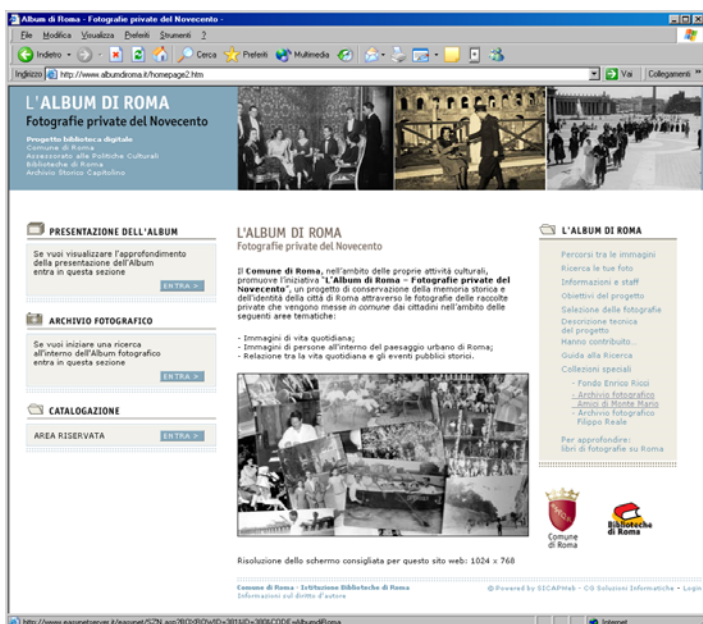 Album di Roma - Fotografie private del Novecento -
File Modifica Visualizza Preferiti Strumenti ?
Indietro Cerca Preferiti Multimedia
Indirizzo http://www.albumdiroma.it/homepage2.htm Vai Collegamenti »
L'ALBUM DI ROMA
Fotografie private del Novecento
Progetto biblioteca digitale
Comune di Roma
Assessorato alle Politiche Culturali
Biblioteche di Roma
Archivio Storico Capitolino
PRESENTAZIONE DELL'ALBUM
Se vuoi visualizzare l'approfondimento
della presentazione dell'Album
entra in questa sezione
ENTRA >
ARCHIVIO FOTOGRAFICO
Se vuoi iniziare una ricerca
all'interno dell'Album fotografico
entra in questa sezione
ENTRA >
CATALOGAZIONE
AREA RISERVATA ENTRA >
L'ALBUM DI ROMA
Fotografie private del Novecento
Il Comune di Roma, nell'ambito delle proprie attività culturali,
promuove l'iniziativa "L'Album di Roma – Fotografie private del
Novecento", un progetto di conservazione della memoria storica e
dell'identità della città di Roma attraverso le fotografie delle raccolte
private che vengono messe in comune dai cittadini nell'ambito delle
seguenti aree tematiche:
- Immagini di vita quotidiana;
- Immagini di persone all'interno del paesaggio urbano di Roma;
- Relazione tra la vita quotidiana e gli eventi pubblici storici.
Risoluzione dello schermo consigliata per questo sito web: 1024 x 768
Comune di Roma - Istituzione Biblioteche di Roma
Informazioni sul diritto d'autore
© Powered by SICAPWeb - CG Soluzioni Informatiche - Login
L'ALBUM DI ROMA
Percorsi tra le immagini
Ricerca le tue foto
Informazioni e staff
Obiettivi del progetto
Selezione delle fotografie
Descrizione tecnica
del progetto
Hanno contribuito...
Guida alla Ricerca
Collezioni speciali
- Fondo Enrico Ricci
- Archivio fotografico
Amici di Monte Mario
- Archivio fotografico
Filippo Reale
Per approfondire:
libri di fotografie su Roma
Comune
di Roma
Biblioteche
di Roma
Internet